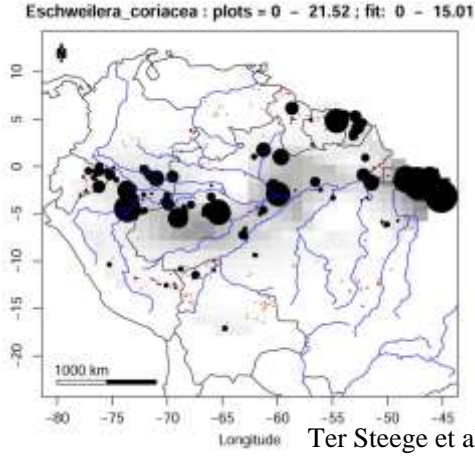 Eschweilera_coriacea : plots = 0 – 21.52 ; fit: 0 – 15.01
N
10
5
0
−5
−10
−15
−20
1000 km
−80 −75 −70 −65 −60 −55 −50 −45
Longitude
Ter Steege et a